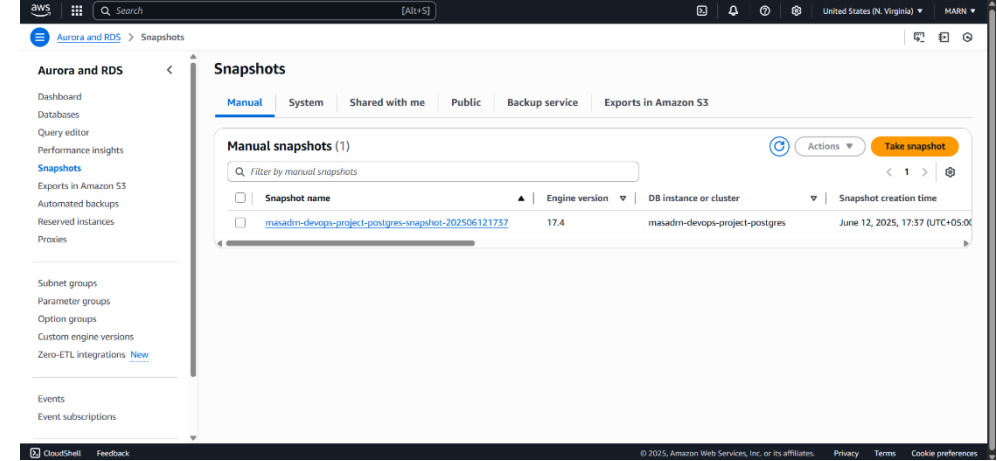 aws Search [Alt+S] United States (N. Virginia) ▼ MARN ▼
Aurora and RDS > Snapshots
Aurora and RDS
Dashboard
Databases
Query editor
Performance insights
Snapshots
Exports in Amazon S3
Automated backups
Reserved instances
Proxies
Subnet groups
Parameter groups
Option groups
Custom engine versions
Zero-ETL integrations New
Events
Event subscriptions
Snapshots
Manual System Shared with me Public Backup service Exports in Amazon S3
Manual snapshots (1) Actions ▼ Take snapshot
Filter by manual snapshots < 1 >
Snapshot name Engine version DB instance or cluster Snapshot creation time
masadrn-devops-project-postgres-snapshot-202506121737 17.4 masadrn-devops-project-postgres June 12, 2025, 17:37 (UTC+05:00
CloudShell Feedback © 2025, Amazon Web Services, Inc. or its affiliates. Privacy Terms Cookie preferences